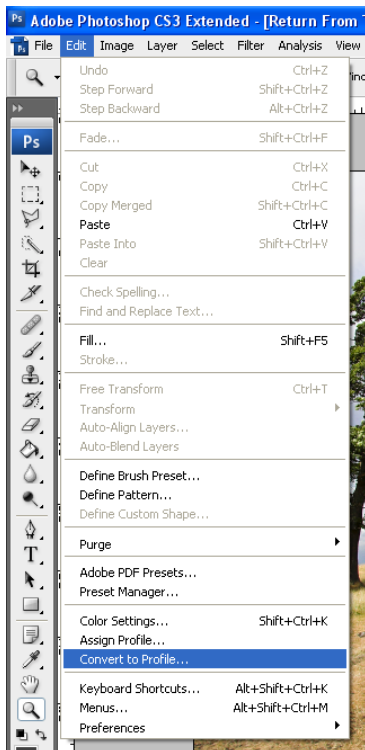 Ps Adobe Photoshop CS3 Extended - [Return From
Ps File Edit Image Layer Select Filter Analysis View
Undo Ctrl+Z
Step Forward Shift+Ctrl+Z
Step Backward Alt+Ctrl+Z
Ps
Fade... Shift+Ctrl+F
Cut Ctrl+X
Copy Ctrl+C
Copy Merged Shift+Ctrl+C
Paste Ctrl+V
Paste Into Shift+Ctrl+V
Clear
Check Spelling...
Find and Replace Text...
Fill... Shift+F5
Stroke...
Free Transform Ctrl+T
Transform
Auto-Align Layers...
Auto-Blend Layers
Define Brush Preset...
Define Pattern...
Define Custom Shape...
Purge
T
Adobe PDF Presets...
Preset Manager...
Color Settings... Shift+Ctrl+K
Assign Profile...
Convert to Profile...
Keyboard Shortcuts... Alt+Shift+Ctrl+K
Menus... Alt+Shift+Ctrl+M
Preferences